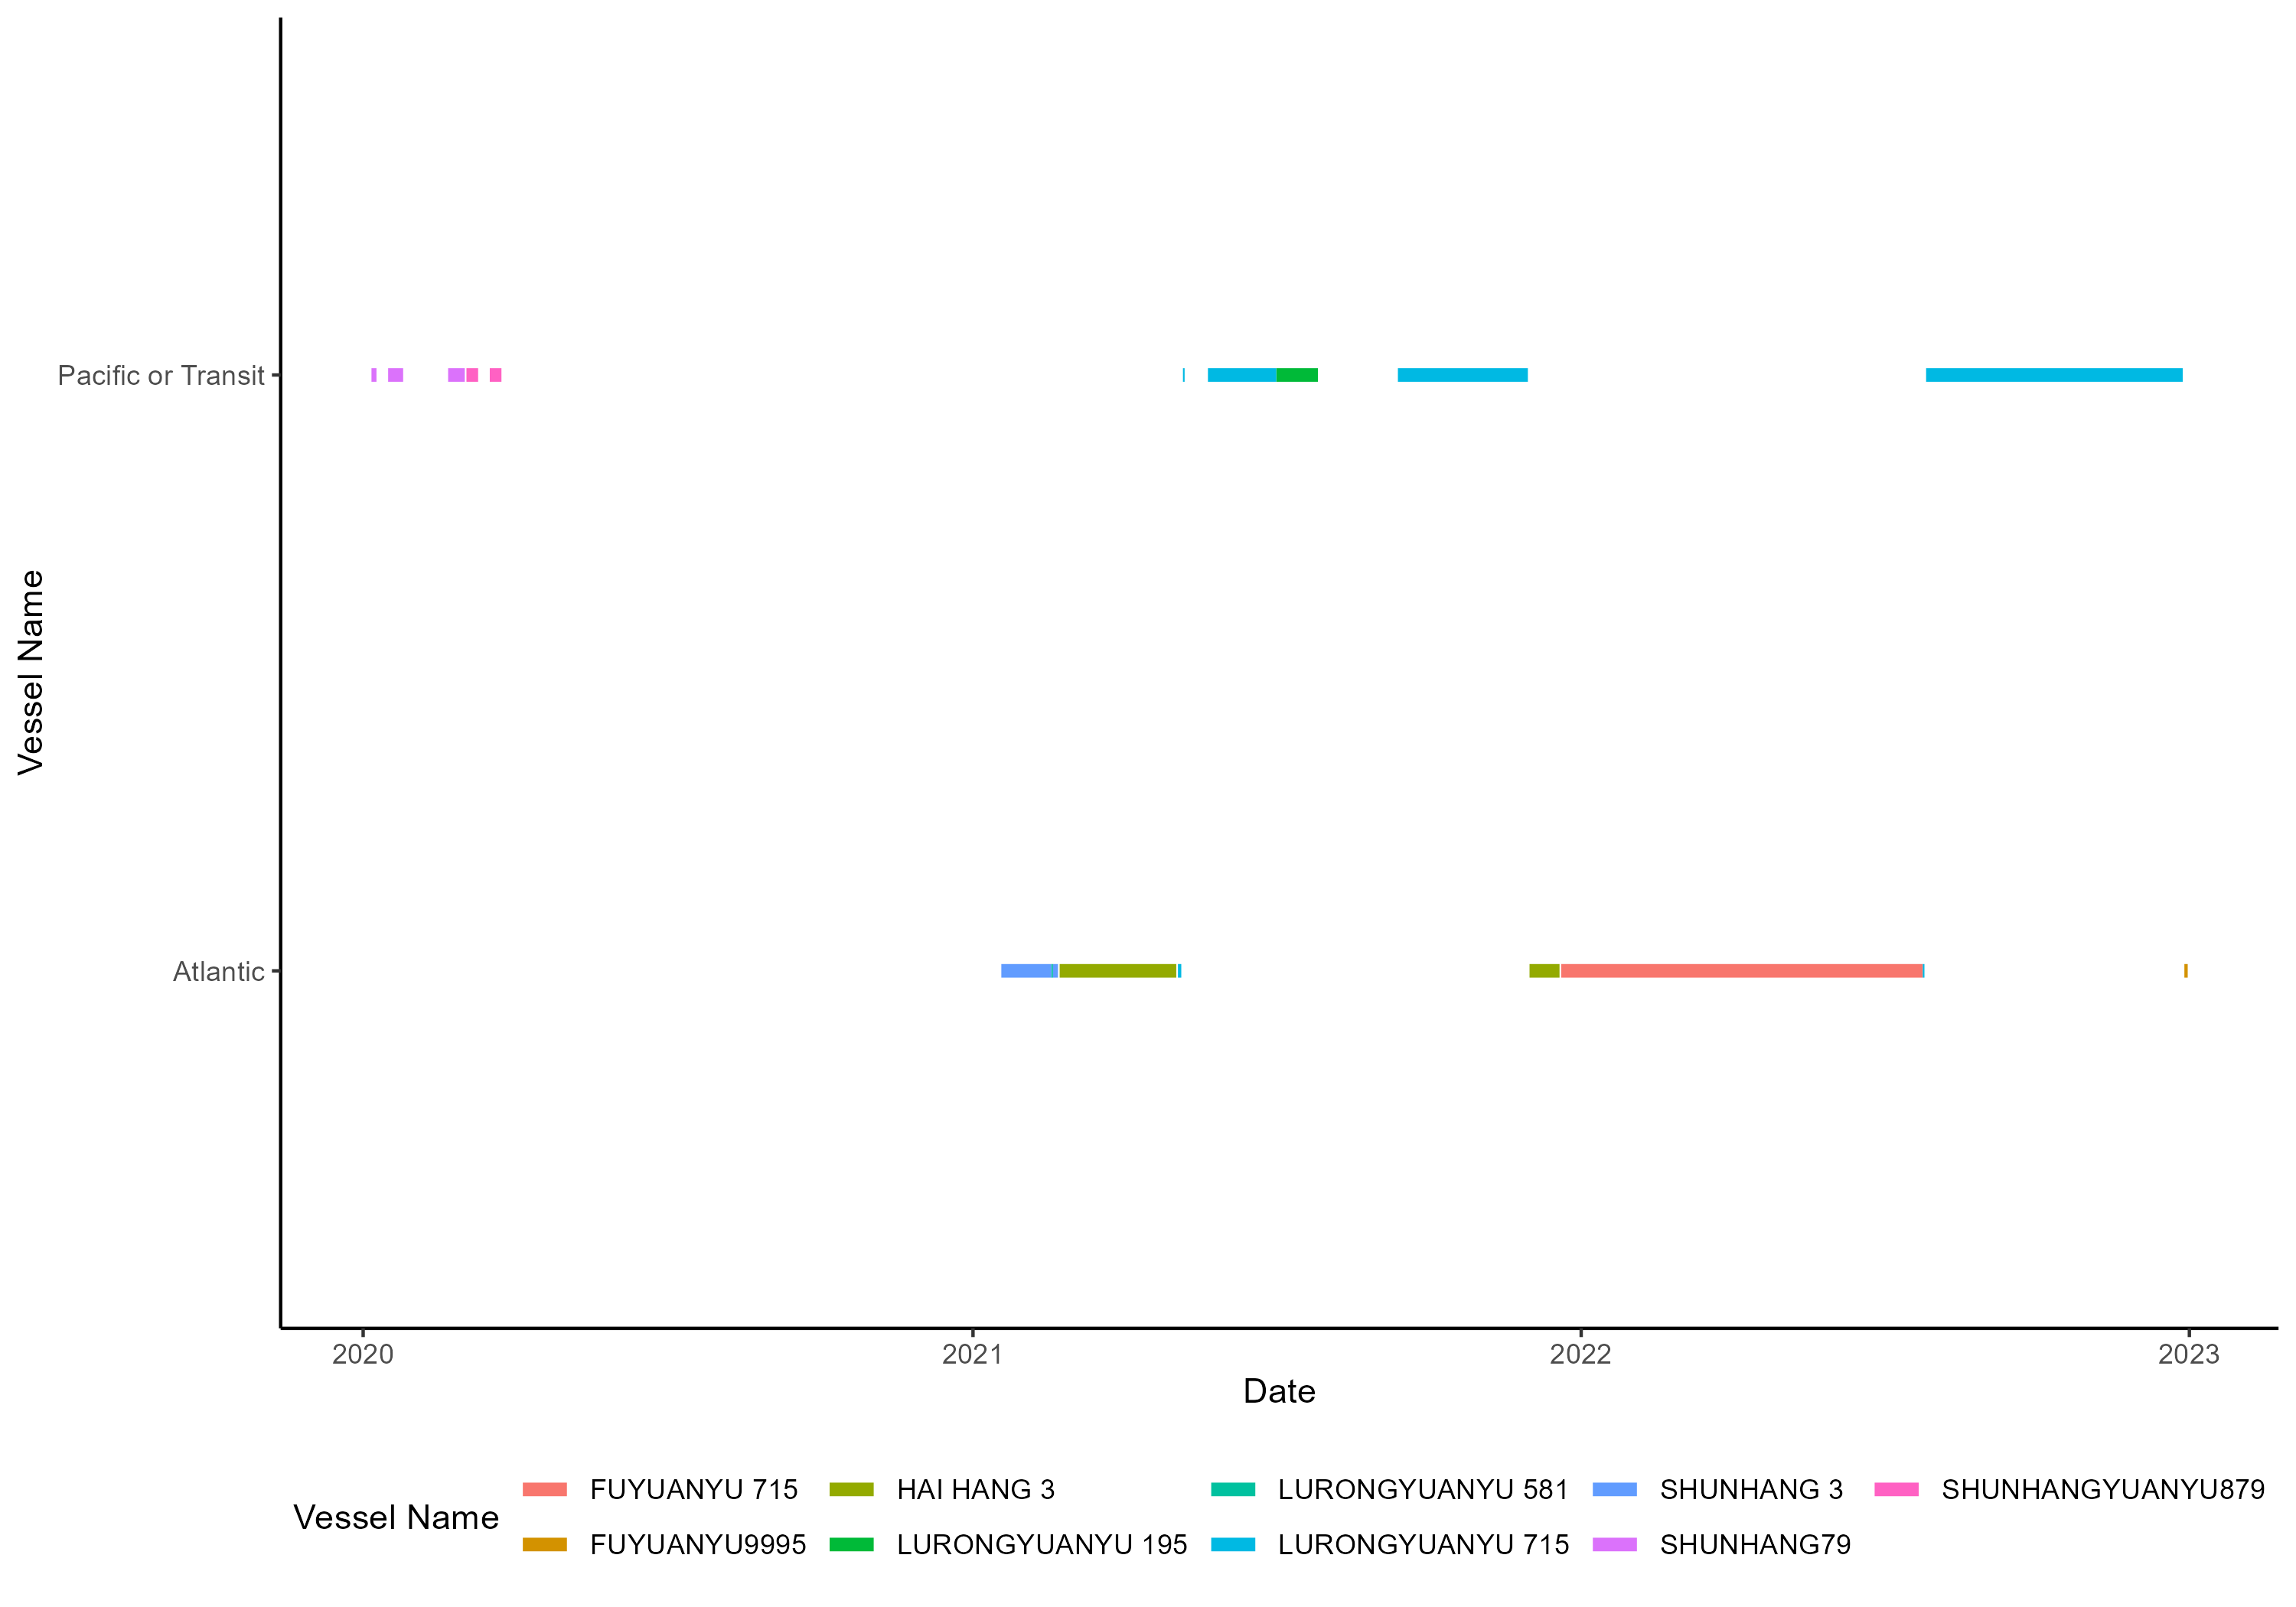 Pacific or Transit
Vessel Name
Atlantic
2020 2021 2022 2023
Date
Vessel Name
FUYUANYU 715 HAI HANG 3 LURONGYUANYU 581 SHUNHANG 3 SHUNHANGYUANYU879
FUYUANYU9995 LURONGYUANYU 195 LURONGYUANYU 715 SHUNHANG79